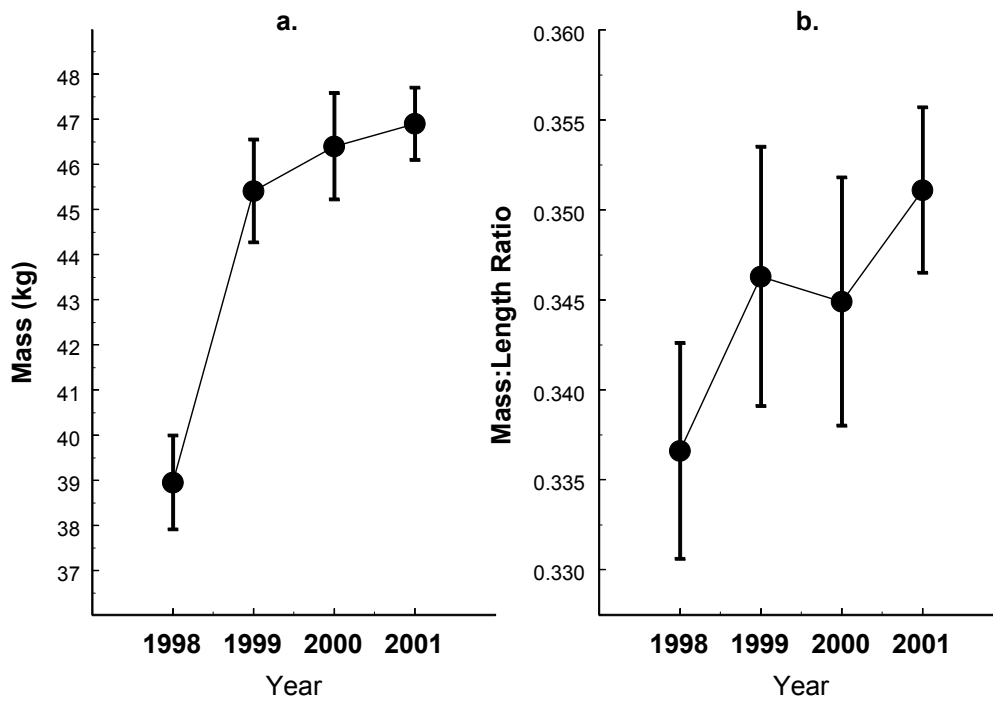 a.
Mass (kg)
48
47
46
45
44
43
42
41
40
39
38
37
1998 1999 2000 2001
Year
b.
Mass:Length Ratio
0.360
0.355
0.350
0.345
0.340
0.335
0.330
1998 1999 2000 2001
Year